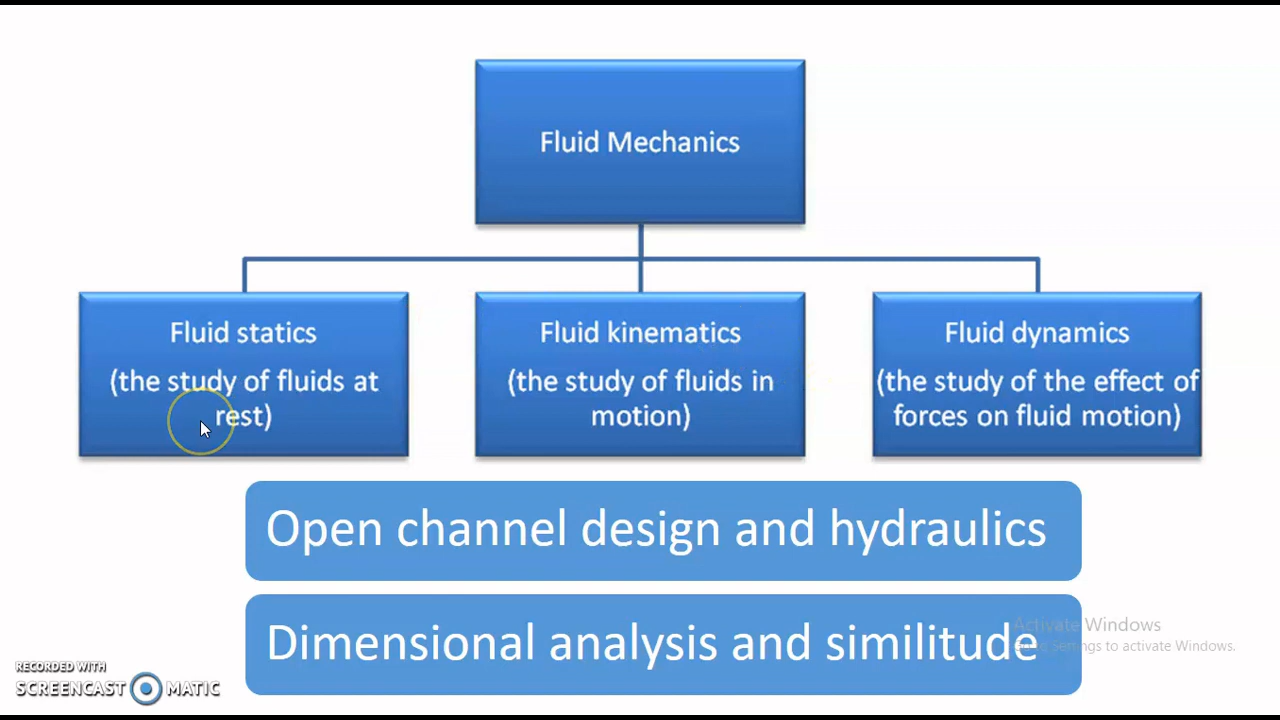 Fluid Mechanics
Fluid statics
(the study of fluids at
rest)
Fluid kinematics
(the study of fluids in
motion)
Fluid dynamics
(the study of the effect of
forces on fluid motion)
Open channel design and hydraulics
Dimensional analysis and similitude
Activate Windows
Go to Settings to activate Windows.
RECORDED WITH
SCREENCAST MATIC